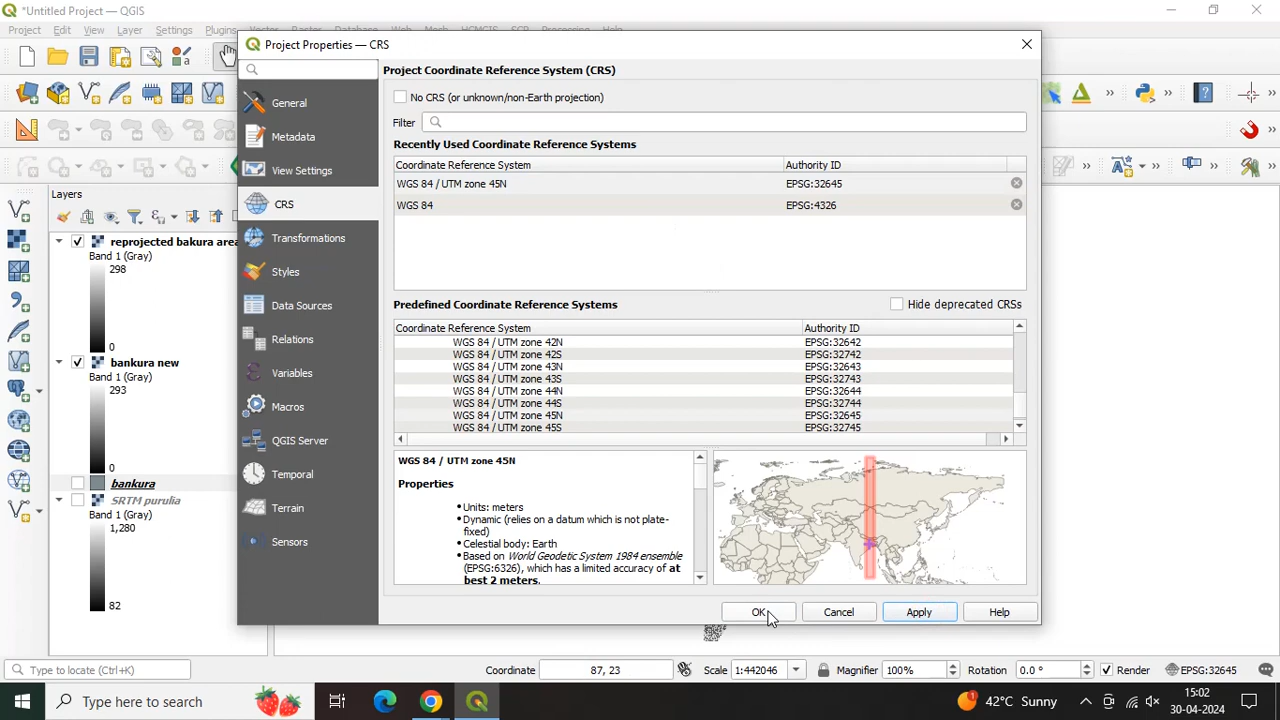 *Untitled Project — QGIS
Project Edit View Layer Settings Plugins Vector Raster Database Web Mesh HCMGIS SCP Processing Help
Project Properties — CRS
General
Metadata
View Settings
CRS
Transformations
Styles
Data Sources
Relations
Variables
Macros
QGIS Server
Temporal
Terrain
Sensors
Project Coordinate Reference System (CRS)
No CRS (or unknown/non-Earth projection)
Filter
Recently Used Coordinate Reference Systems
Coordinate Reference System Authority ID
WGS 84 / UTM zone 45N EPSG:32645
WGS 84 EPSG:4326
Predefined Coordinate Reference Systems Hide deprecated CRSs
Coordinate Reference System Authority ID
WGS 84 / UTM zone 42N EPSG:32642
WGS 84 / UTM zone 42S EPSG:32742
WGS 84 / UTM zone 43N EPSG:32643
WGS 84 / UTM zone 43S EPSG:32743
WGS 84 / UTM zone 44N EPSG:32644
WGS 84 / UTM zone 44S EPSG:32744
WGS 84 / UTM zone 45N EPSG:32645
WGS 84 / UTM zone 45S EPSG:32745
WGS 84 / UTM zone 45N
Properties
• Units: meters
• Dynamic (relies on a datum which is not plate-
fixed)
• Celestial body: Earth
• Based on World Geodetic System 1984 ensemble
(EPSG:6326), which has a limited accuracy of at
best 2 meters.
OK Cancel Apply Help
Layers
reprojected bakura area
Band 1 (Gray)
298
0
bankura new
Band 1 (Gray)
293
0
bankura
SRTM purulia
Band 1 (Gray)
1,280
82
Type to locate (Ctrl+K) Coordinate 87, 23 Scale 1:442046 Magnifier 100% Rotation 0.0 ° Render EPSG:32645
Type here to search 42°C Sunny 15:02
30-04-2024